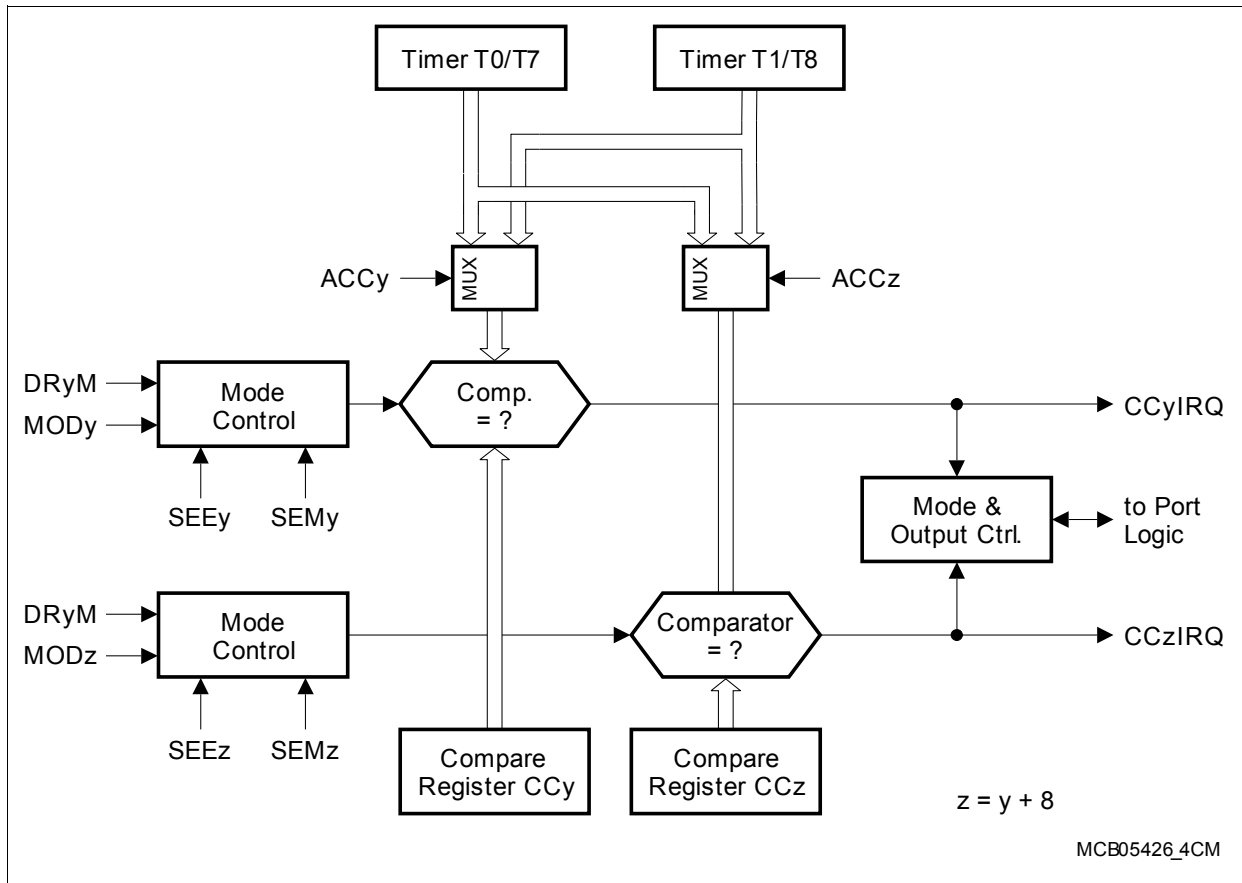 Timer T0/T7
Timer T1/T8
ACCy
MUX
MUX
ACCz
DRyM
MODy
Mode
Control
Comp.
= ?
CCyIRQ
SEEy
SEMy
Mode &
Output Ctrl.
to Port
Logic
DRyM
MODz
Mode
Control
Comparator
= ?
CCzIRQ
SEEz
SEMz
Compare
Register CCy
Compare
Register CCz
z = y + 8
MCB05426_4CM